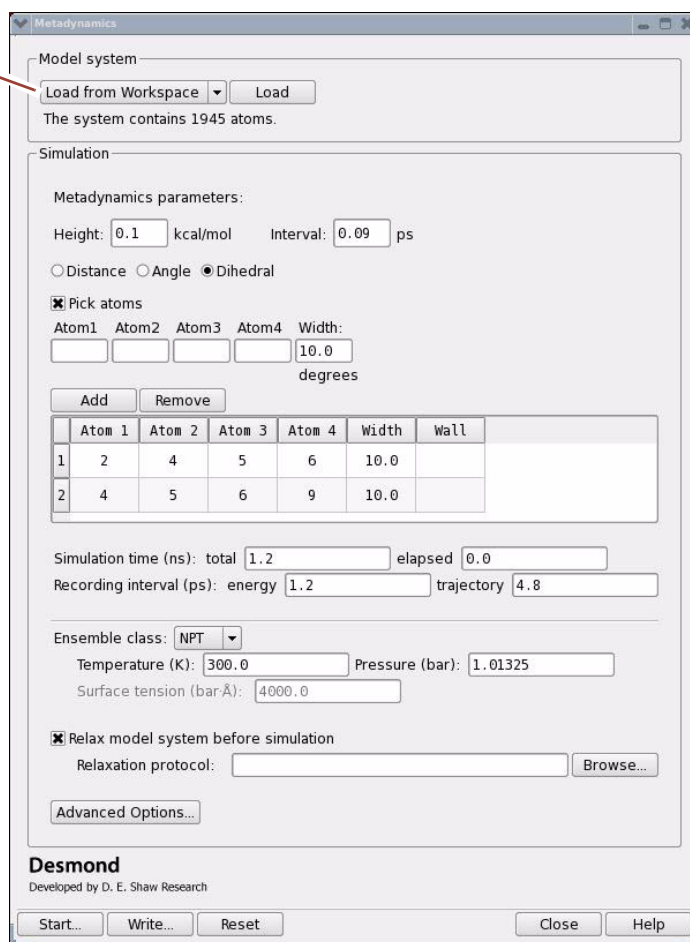 Metadynamics
Model system
Load from Workspace Load
The system contains 1945 atoms.
Simulation
Metadynamics parameters:
Height: 0.1 kcal/mol Interval: 0.09 ps
Distance Angle Dihedral
Pick atoms
Atom1 Atom2 Atom3 Atom4 Width:
10.0
degrees
Add Remove
Atom 1 Atom 2 Atom 3 Atom 4 Width Wall
1 2 4 5 6 10.0
2 4 5 6 9 10.0
Simulation time (ns): total 1.2 elapsed 0.0
Recording interval (ps): energy 1.2 trajectory 4.8
Ensemble class: NPT
Temperature (K): 300.0 Pressure (bar): 1.01325
Surface tension (bar·Å): 4000.0
Relax model system before simulation
Relaxation protocol: Browse...
Advanced Options...
Desmond
Developed by D. E. Shaw Research
Start... Write... Reset Close Help